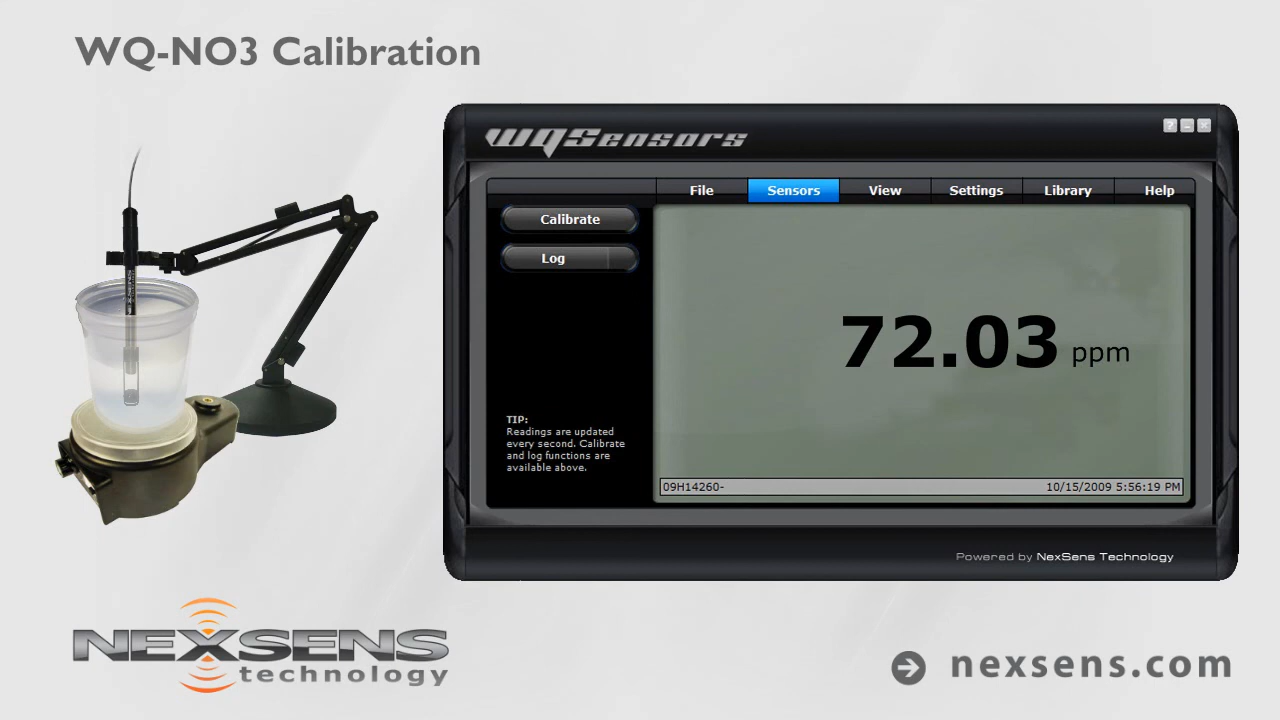 WQ-NO3 Calibration
WQSensors
? – ×
File Sensors View Settings Library Help
Calibrate
Log
TIP:
Readings are updated
every second. Calibrate
and log functions are
available above.
72.03 ppm
09H14260- 10/15/2009 5:56:19 PM
Powered by NexSens Technology
NEXSENS
NEXSENS
technology
nexsens.com